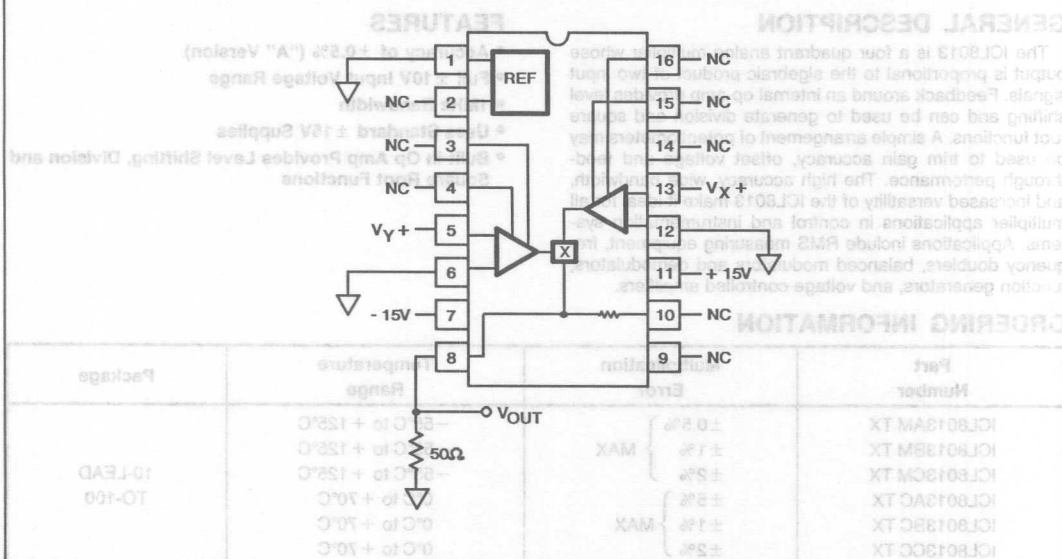 GENERAL DESCRIPTION
The ICL8013 is a four quadrant analog multiplier whose
output is proportional to the algebraic product of two input
signals. Feedback around an internal op amp provides level
shifting and can be used to generate division and square
root functions. A simple arrangement of potentiometers may
be used to trim gain accuracy, offset voltage and feed-
through performance. The high accuracy, wide bandwidth,
and increased versatility of the ICL8013 make it ideal for all
multiplier applications in control and instrumentation sys-
tems. Applications include RMS measuring equipment, fre-
quency doublers, balanced modulators and demodulators,
function generators, and voltage controlled amplifiers.
FEATURES
• Accuracy of ±0.5% ("A" Version)
• Full ±10V Input Voltage Range
Bandwidth
• Uses Standard ±15V Supplies
• Built in Op Amp Provides Level Shifting, Division and
Square Root Functions
REF
X
1
NC 2
NC 3
NC 4
VY + 5
6
- 15V 7
8
16 NC
15 NC
14 NC
13 VX +
12
11 + 15V
10 NC
9 NC
VOUT
50Ω
ORDERING INFORMATION
Part Number Multiplication Error Temperature Range Package
ICL8013AM TX ±0.5% -55°C to +125°C
ICL8013BM TX ±1% MAX -55°C to +125°C
ICL8013CM TX ±2% -55°C to +125°C 10-LEAD
ICL8013AC TX ±5% 0°C to +70°C TO-100
ICL8013BC TX ±1% MAX 0°C to +70°C
ICL8013CC TX ±2% 0°C to +70°C